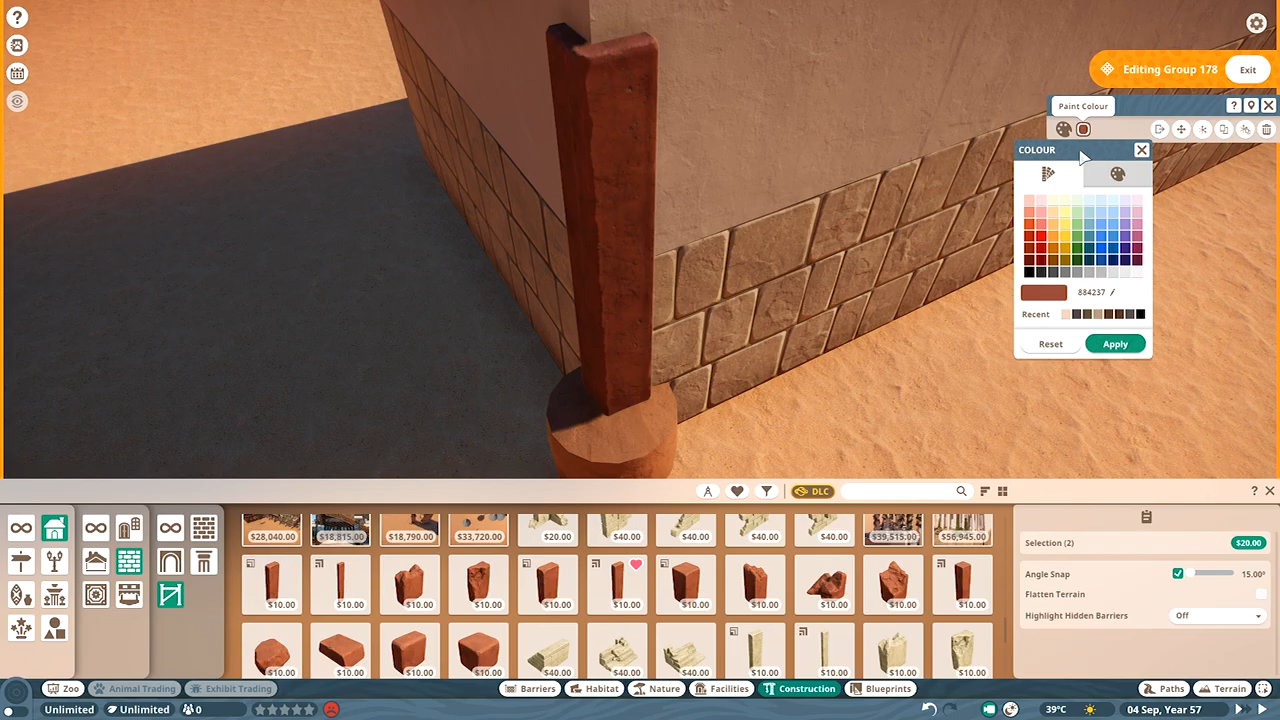 ?
Editing Group 178 Exit
Paint Colour
?
COLOUR
884237
Recent
Reset Apply
DLC
?
$28,040.00 $18,815.00 $18,790.00 $33,720.00 $20.00 $40.00 $40.00 $40.00 $40.00 $39,515.00 $56,945.00
$10.00 $10.00 $10.00 $10.00 $10.00 $10.00 $10.00 $10.00 $10.00 $10.00 $10.00
$10.00 $10.00 $10.00 $10.00 $40.00 $40.00 $40.00 $10.00 $10.00 $10.00 $10.00
Selection (2) $20.00
Angle Snap 15.00°
Flatten Terrain
Highlight Hidden Barriers Off
Zoo Animal Trading Exhibit Trading Barriers Habitat Nature Facilities Construction Blueprints Paths Terrain
Unlimited Unlimited 0 39°C 04 Sep, Year 57